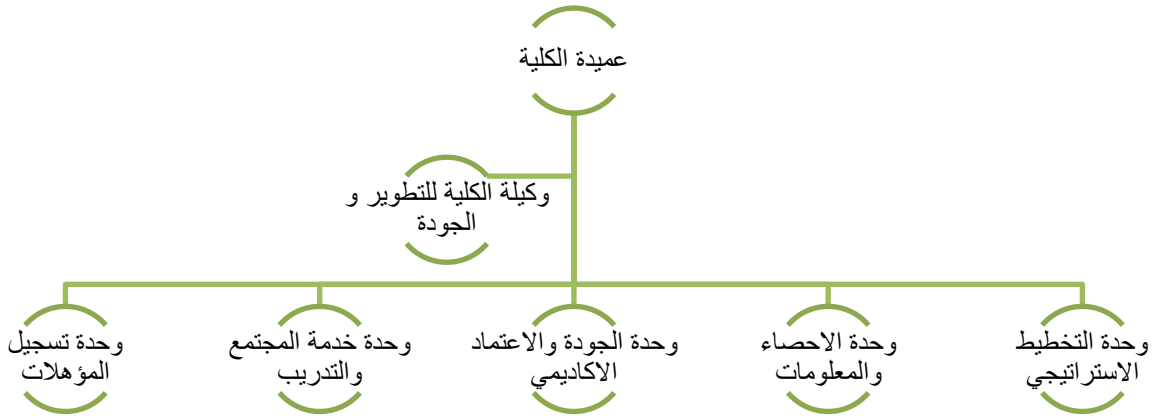 عميدة الكلية
وكيلة الكلية للتطوير و
الجودة
وحدة التخطيط
الاستراتيجي
وحدة الاحصاء
والمعلومات
وحدة الجودة والاعتماد
الاكاديمي
وحدة خدمة المجتمع
والتدريب
وحدة تسجيل
المؤهلات